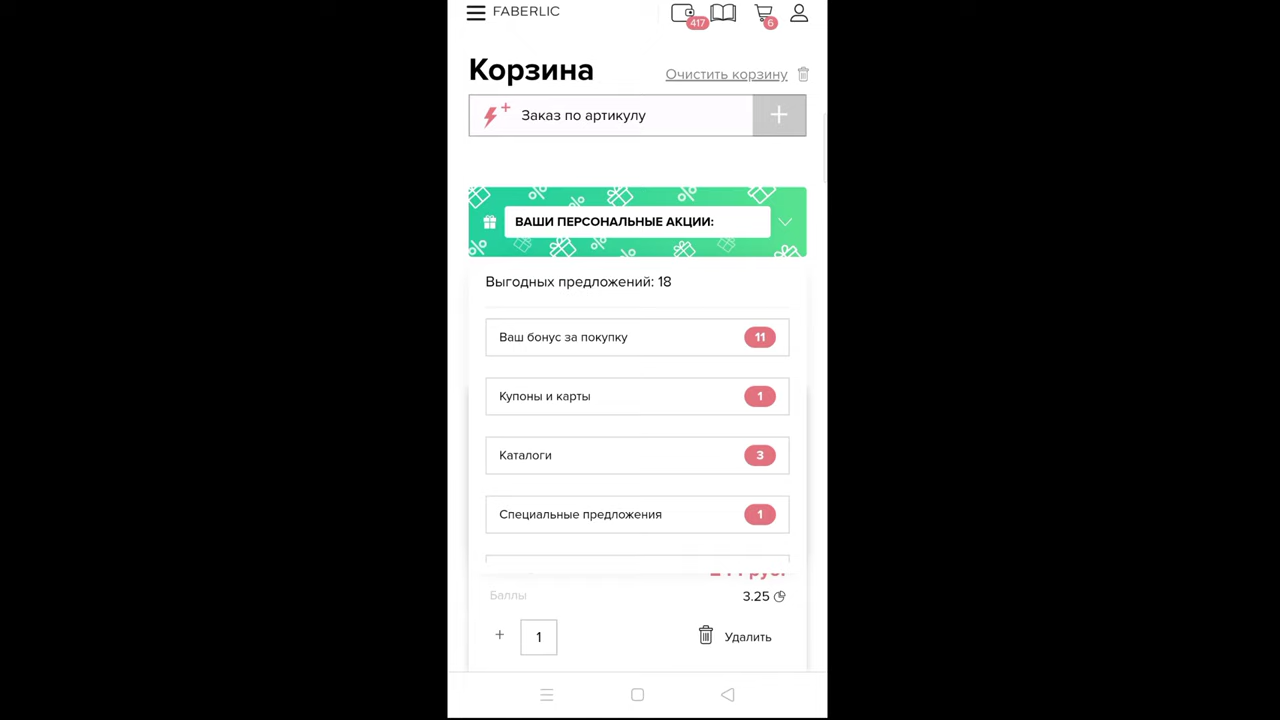 FABERLIC
417
6
Корзина
Очистить корзину
Заказ по артикулу
ВАШИ ПЕРСОНАЛЬНЫЕ АКЦИИ:
Выгодных предложений: 18
Ваш бонус за покупку 11
Купоны и карты 1
Каталоги 3
Специальные предложения 1
руб.
Баллы 3.25
+ 1 Удалить